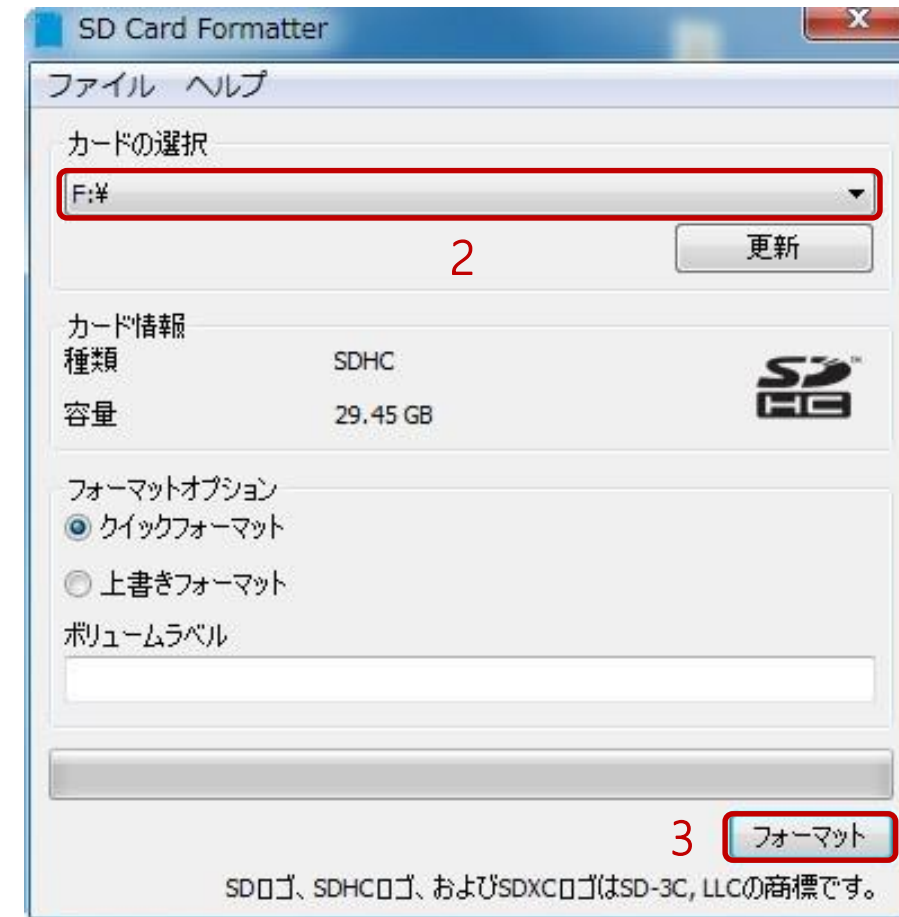 SD Card Formatter
ファイル ヘルプ
カードの選択
F:¥
2
更新
カード情報
種類 SDHC
容量 29.45 GB
SD HC ™
フォーマットオプション
クイックフォーマット
上書きフォーマット
ボリュームラベル
3 フォーマット
SDロゴ、SDHCロゴ、およびSDXCロゴはSD-3C, LLCの商標です。